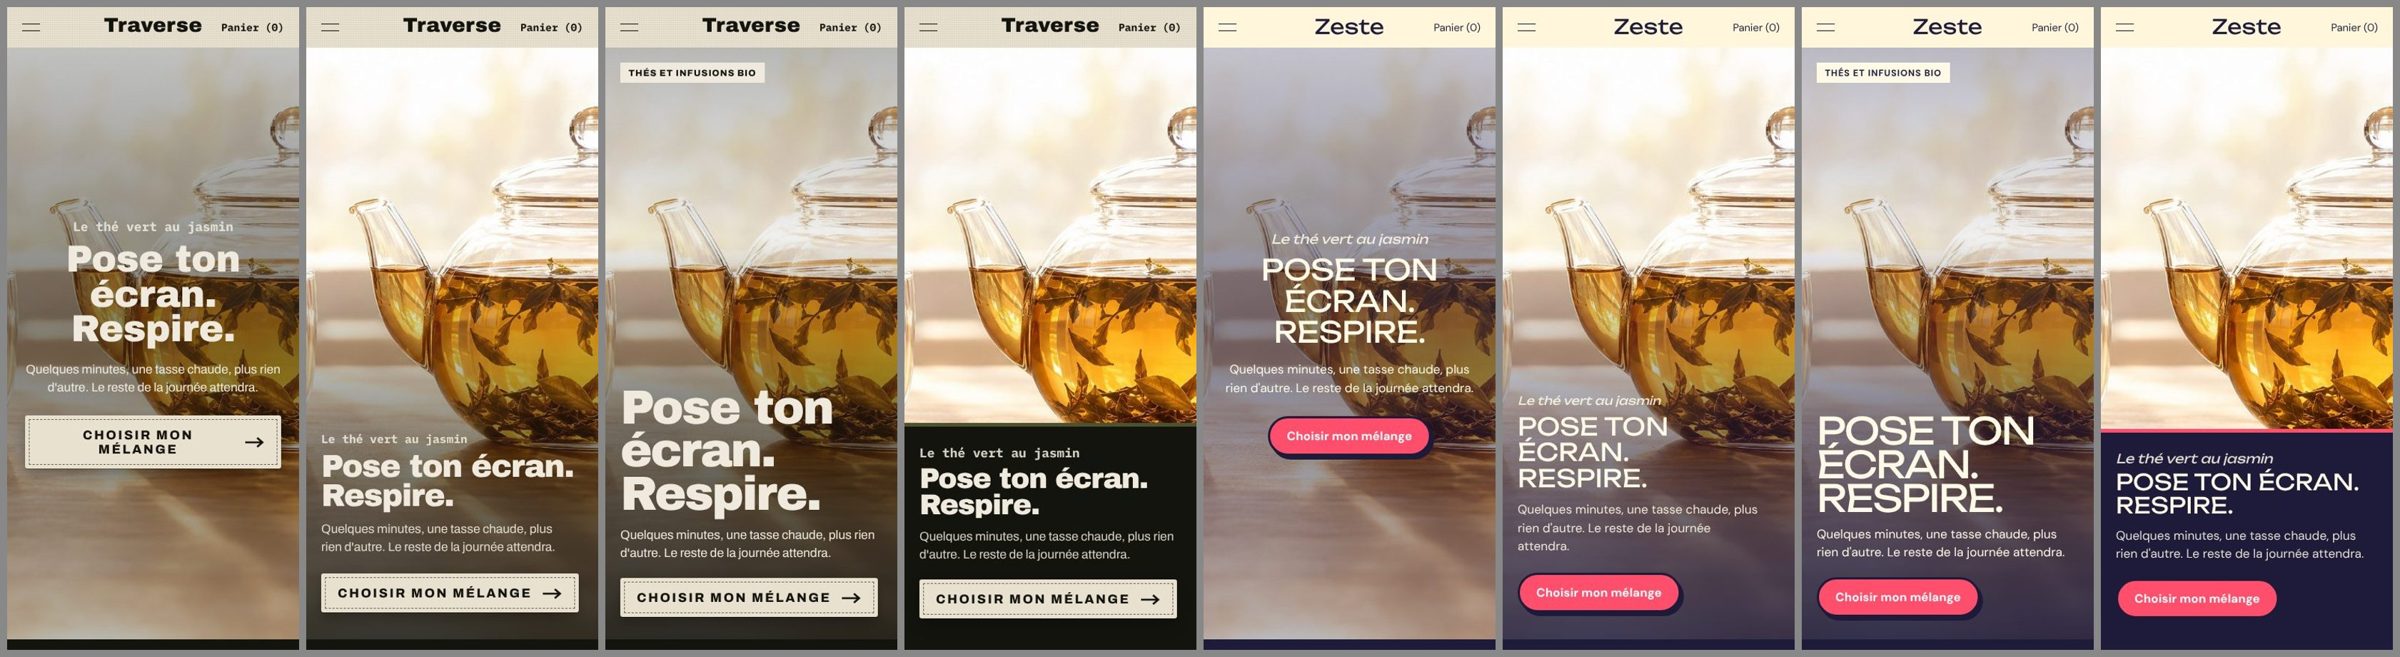 Traverse
Panier (0)
Le thé vert au jasmin
Pose ton
écran.
Respire.
Quelques minutes, une tasse chaude, plus rien
d'autre. Le reste de la journée attendra.
CHOISIR MON
MÉLANGE
Traverse
Panier (0)
Le thé vert au jasmin
Pose ton écran.
Respire.
Quelques minutes, une tasse chaude, plus
rien d'autre. Le reste de la journée attendra.
CHOISIR MON MÉLANGE
Traverse
Panier (0)
THÉS ET INFUSIONS BIO
Pose ton
écran.
Respire.
Quelques minutes, une tasse chaude, plus rien
d'autre. Le reste de la journée attendra.
CHOISIR MON MÉLANGE
Traverse
Panier (0)
Le thé vert au jasmin
Pose ton écran.
Respire.
Quelques minutes, une tasse chaude, plus rien
d'autre. Le reste de la journée attendra.
CHOISIR MON MÉLANGE
Zeste
Panier (0)
Le thé vert au jasmin
POSE TON
ÉCRAN.
RESPIRE.
Quelques minutes, une tasse chaude, plus
rien d'autre. Le reste de la journée attendra.
Choisir mon mélange
Zeste
Panier (0)
Le thé vert au jasmin
POSE TON
ÉCRAN.
RESPIRE.
Quelques minutes, une tasse chaude, plus
rien d'autre. Le reste de la journée
attendra.
Choisir mon mélange
Zeste
Panier (0)
THÉS ET INFUSIONS BIO
POSE TON
ÉCRAN.
RESPIRE.
Quelques minutes, une tasse chaude, plus
rien d'autre. Le reste de la journée attendra.
Choisir mon mélange
Zeste
Panier (0)
Le thé vert au jasmin
POSE TON ÉCRAN.
RESPIRE.
Quelques minutes, une tasse chaude, plus
rien d'autre. Le reste de la journée attendra.
Choisir mon mélange